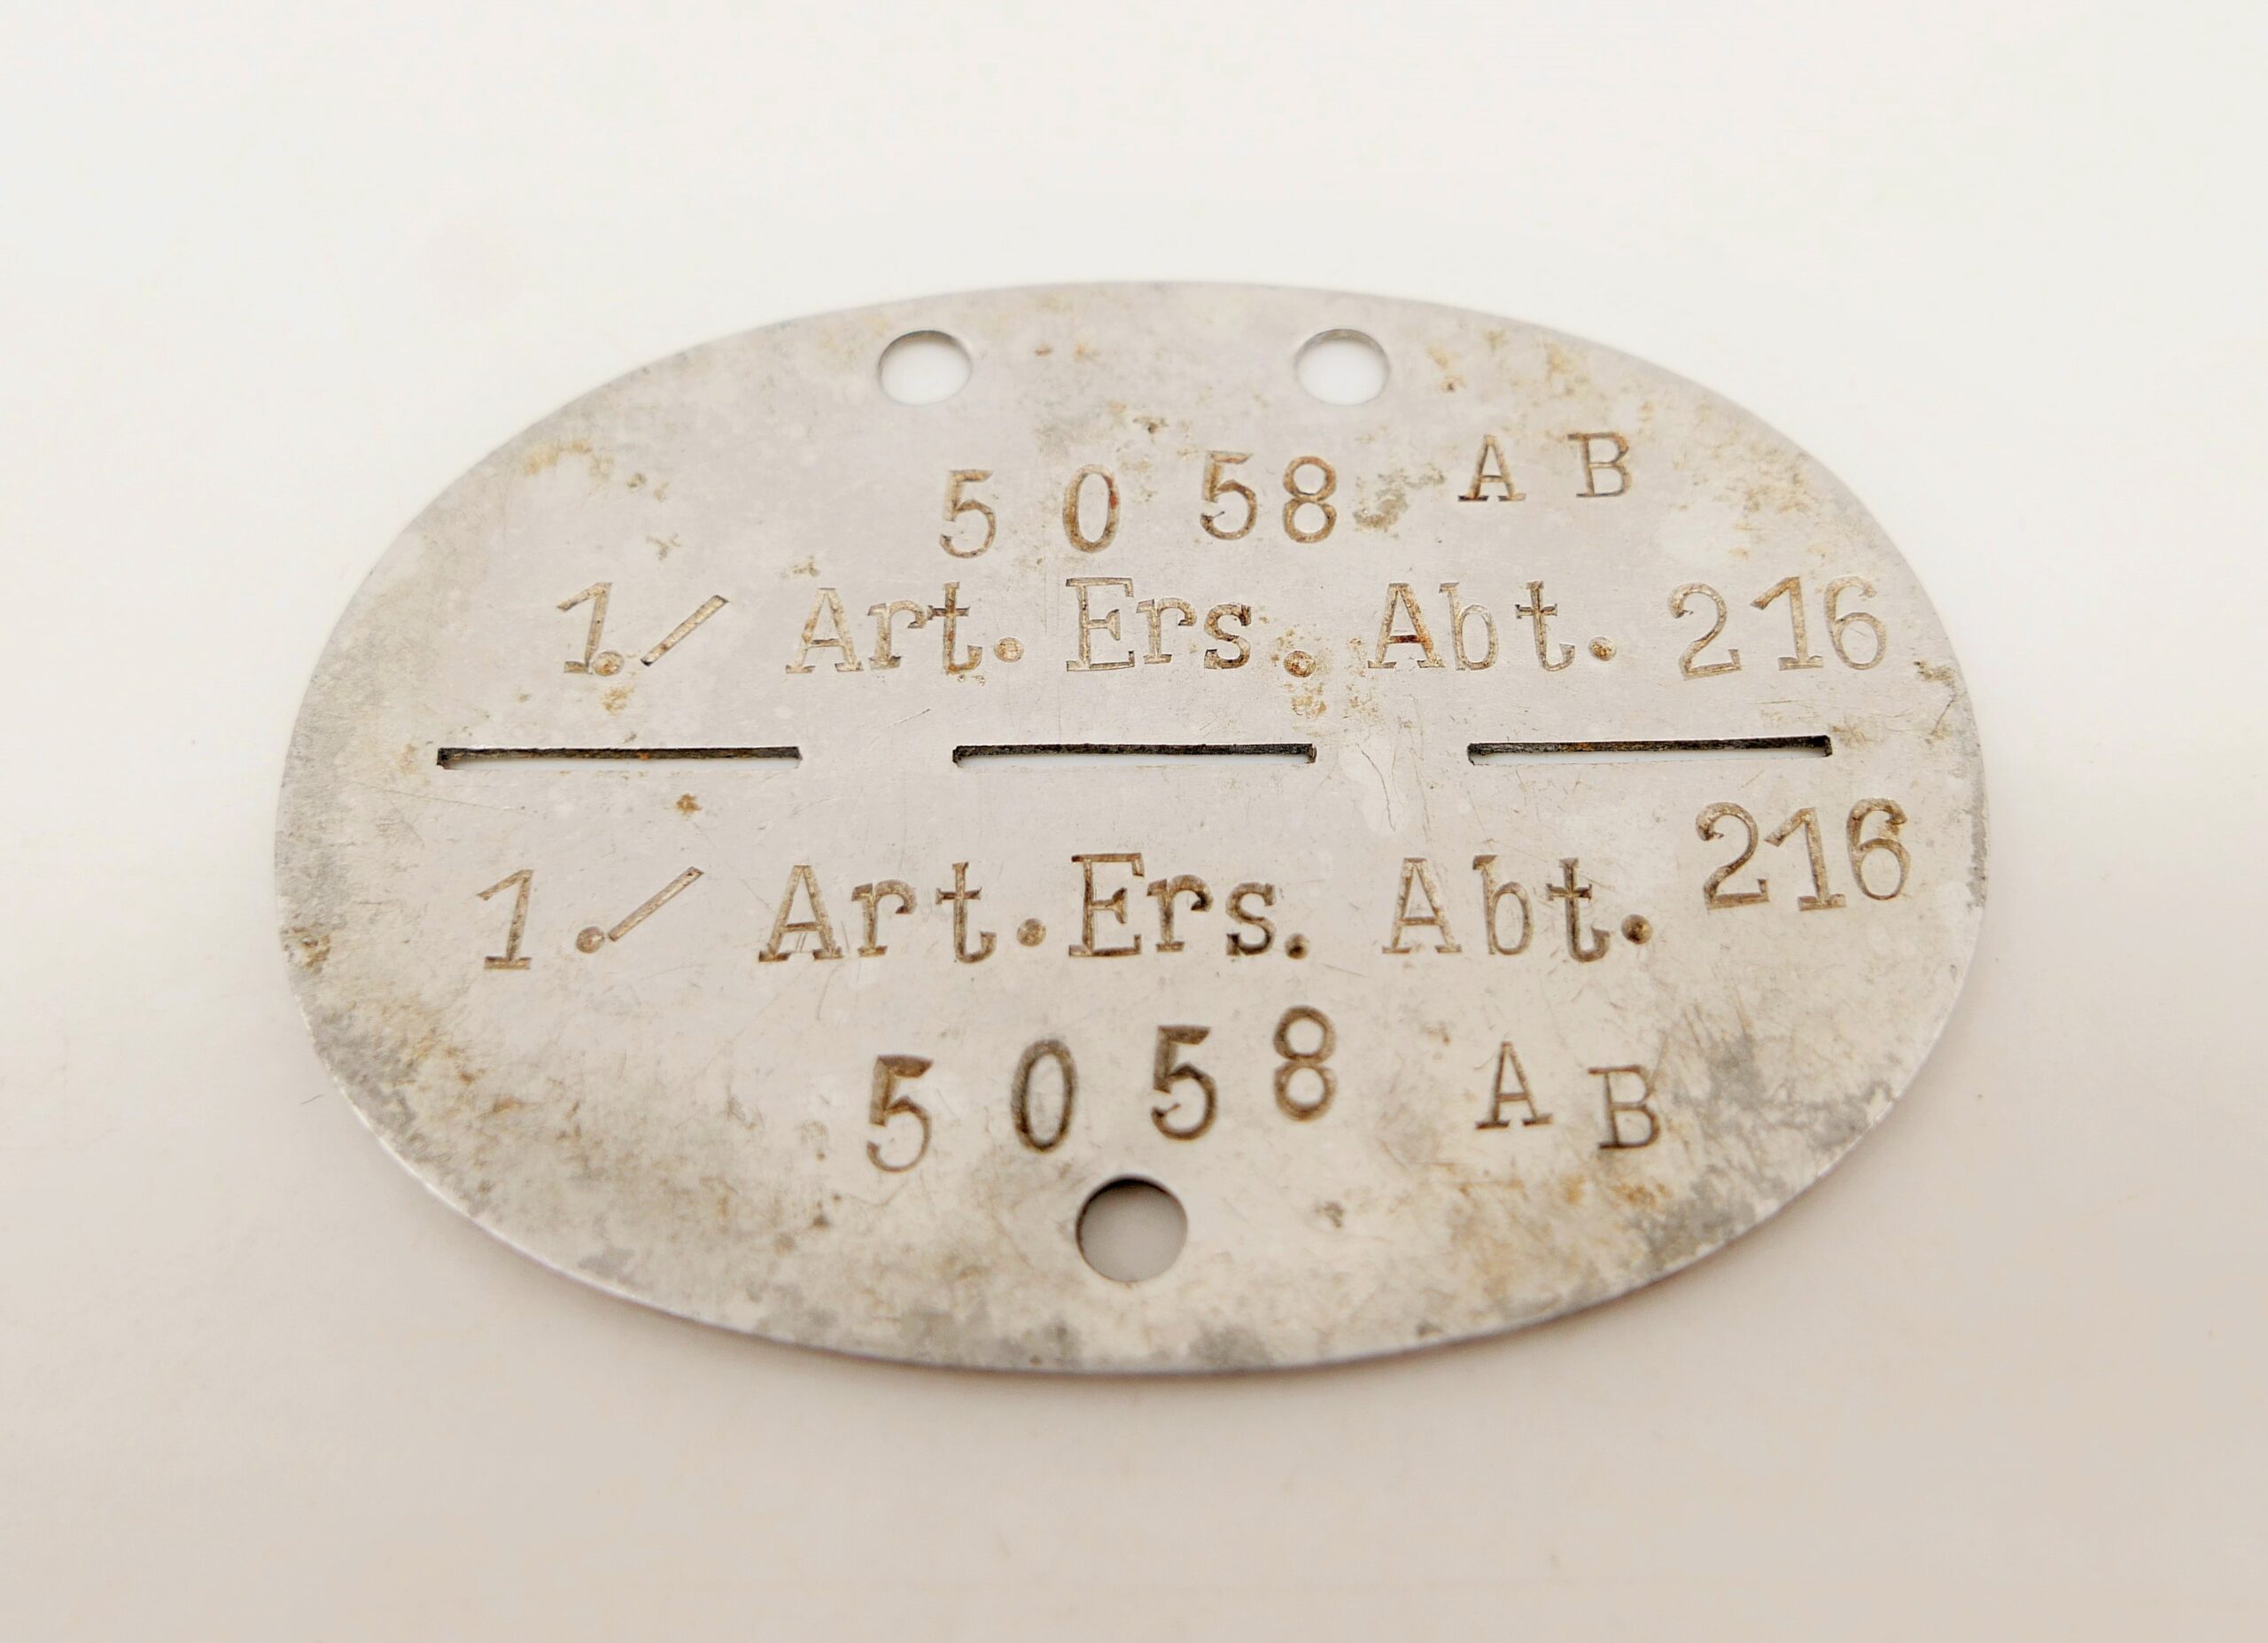 5058 AB
1./ Art. Ers. Abt. 216
1./ Art. Ers. Abt. 216
5058 AB